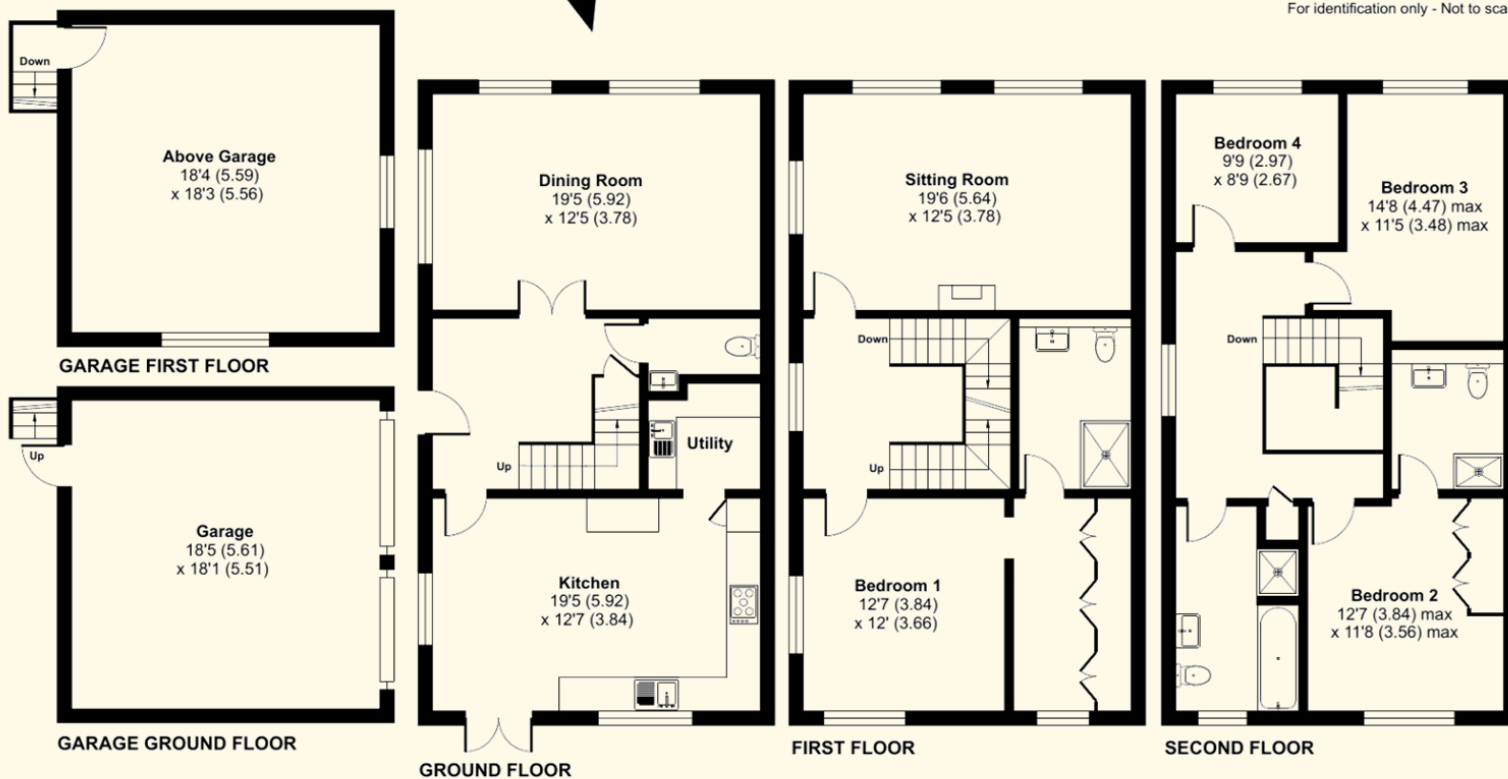 For identification only - Not to sca
Down
Above Garage
18'4 (5.59)
x 18'3 (5.56)
GARAGE FIRST FLOOR
Up
Garage
18'5 (5.61)
x 18'1 (5.51)
GARAGE GROUND FLOOR
Dining Room
19'5 (5.92)
x 12'5 (3.78)
Utility
Up
Kitchen
19'5 (5.92)
x 12'7 (3.84)
GROUND FLOOR
Sitting Room
19'6 (5.64)
x 12'5 (3.78)
Down
Up
Bedroom 1
12'7 (3.84)
x 12' (3.66)
FIRST FLOOR
Bedroom 4
9'9 (2.97)
x 8'9 (2.67)
Bedroom 3
14'8 (4.47) max
x 11'5 (3.48) max
Down
Bedroom 2
12'7 (3.84) max
x 11'8 (3.56) max
SECOND FLOOR